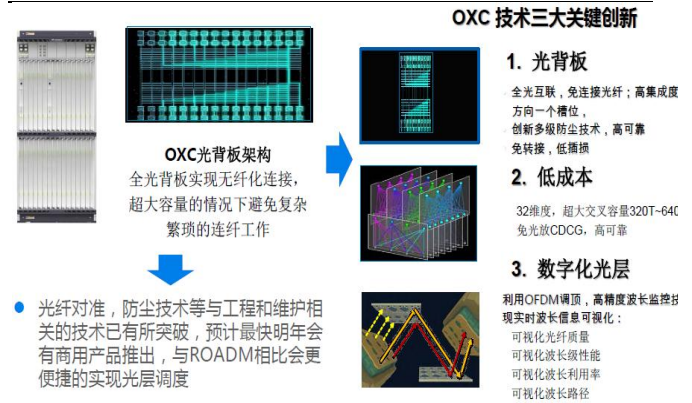 OXC 技术三大关键创新
OXC光背板架构
全光背板实现无纤化连接，
超大容量的情况下避免复杂
繁琐的连纤工作
• 光纤对准，防尘技术等与工程和维护相
关的技术已有所突破，预计最快明年会
有商用产品推出，与ROADM相比会更
便捷的实现光层调度
1. 光背板
全光互联，免连接光纤；高集成度
方向一个槽位，
创新多级防尘技术，高可靠
免转接，低插损
2. 低成本
32维度，超大交叉容量320T~640
免光放CDCG，高可靠
3. 数字化光层
利用OFDM调顶，高精度波长监控技
现实时波长信息可视化：
可视化光纤质量
可视化波长级性能
可视化波长利用率
可视化波长路径